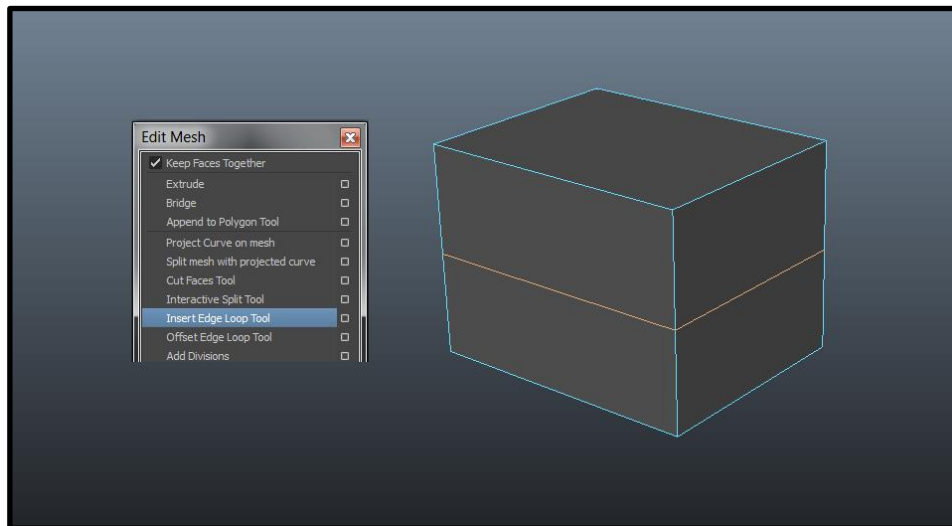 Edit Mesh
Keep Faces Together
Extrude
Bridge
Append to Polygon Tool
Project Curve on mesh
Split mesh with projected curve
Cut Faces Tool
Interactive Split Tool
Insert Edge Loop Tool
Offset Edge Loop Tool
Add Divisions